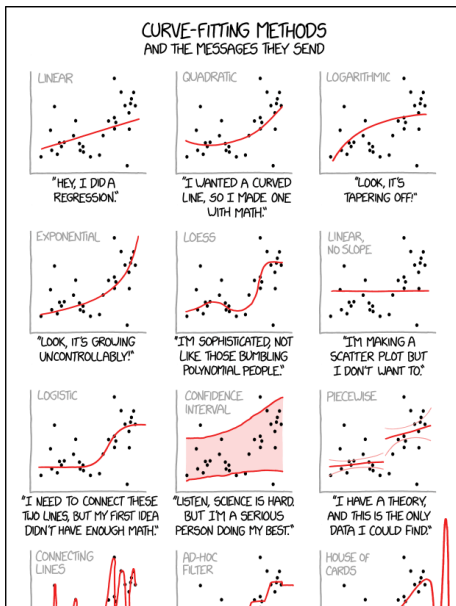 CURVE-FITTING METHODS
AND THE MESSAGES THEY SEND
LINEAR
"HEY, I DID A
REGRESSION."
QUADRATIC
"I WANTED A CURVED
LINE, SO I MADE ONE
WITH MATH."
LOGARITHMIC
"LOOK, IT'S
TAPERING OFF!"
EXPONENTIAL
"LOOK, IT'S GROWING
UNCONTROLLABLY!"
LOESS
"I'M SOPHISTICATED, NOT
LIKE THOSE BUMBLING
POLYNOMIAL PEOPLE."
LINEAR,
NO SLOPE
"I'M MAKING A
SCATTER PLOT BUT
I DON'T WANT TO."
LOGISTIC
"I NEED TO CONNECT THESE
TWO LINES, BUT MY FIRST IDEA
DIDN'T HAVE ENOUGH MATH."
CONFIDENCE
INTERVAL
"LISTEN, SCIENCE IS HARD.
BUT I'M A SERIOUS
PERSON DOING MY BEST."
PIECEWISE
"I HAVE A THEORY,
AND THIS IS THE ONLY
DATA I COULD FIND."
CONNECTING
LINES
AD-HOC
FILTER
HOUSE OF
CARDS